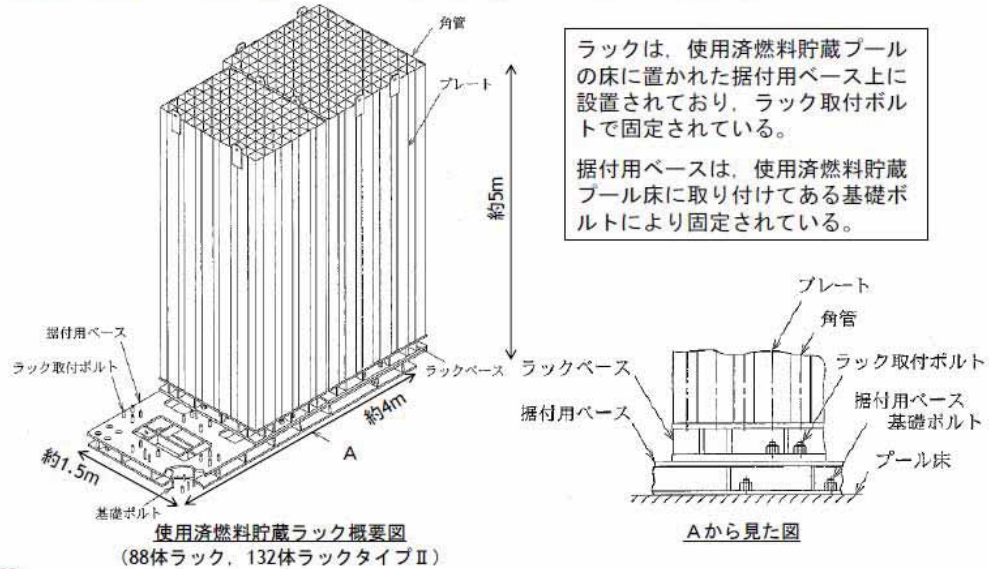 角管
プレート
約5m
据付用ベース
ラック取付ボルト
ラックベース
約4m
A
約1.5m
基礎ボルト
使用済燃料貯蔵ラック概要図
(88体ラック,132体ラックタイプⅡ)
ラックは,使用済燃料貯蔵プール
の床に置かれた据付用ベース上に
設置されており,ラック取付ボル
トで固定されている。
据付用ベースは,使用済燃料貯蔵
プール床に取り付けてある基礎ボ
ルトにより固定されている。
プレート
角管
ラックベース
ラック取付ボルト
据付用ベース
据付用ベース
基礎ボルト
プール床
Aから見た図